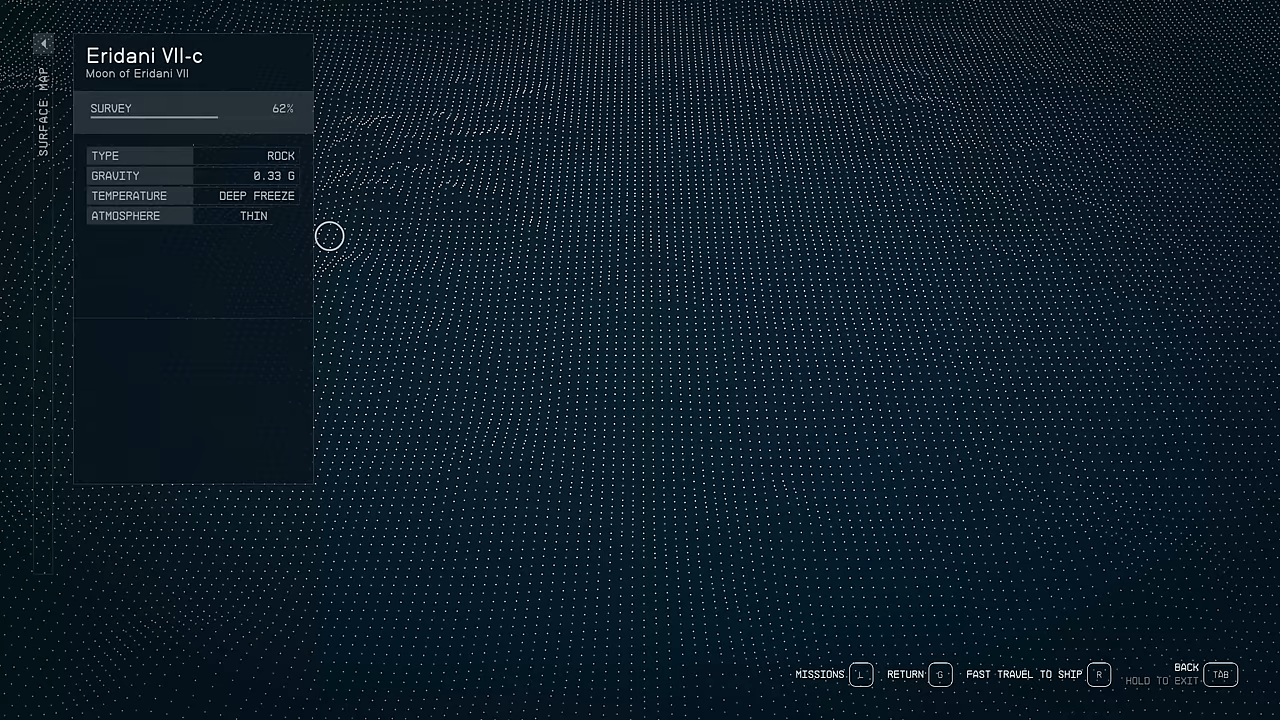 SURFACE MAP
Eridani VII-c
Moon of Eridani VII
SURVEY 62%
TYPE ROCK
GRAVITY 0.33 G
TEMPERATURE DEEP FREEZE
ATMOSPHERE THIN
MISSIONS L RETURN G FAST TRAVEL TO SHIP R BACK TAB
HOLD TO EXIT